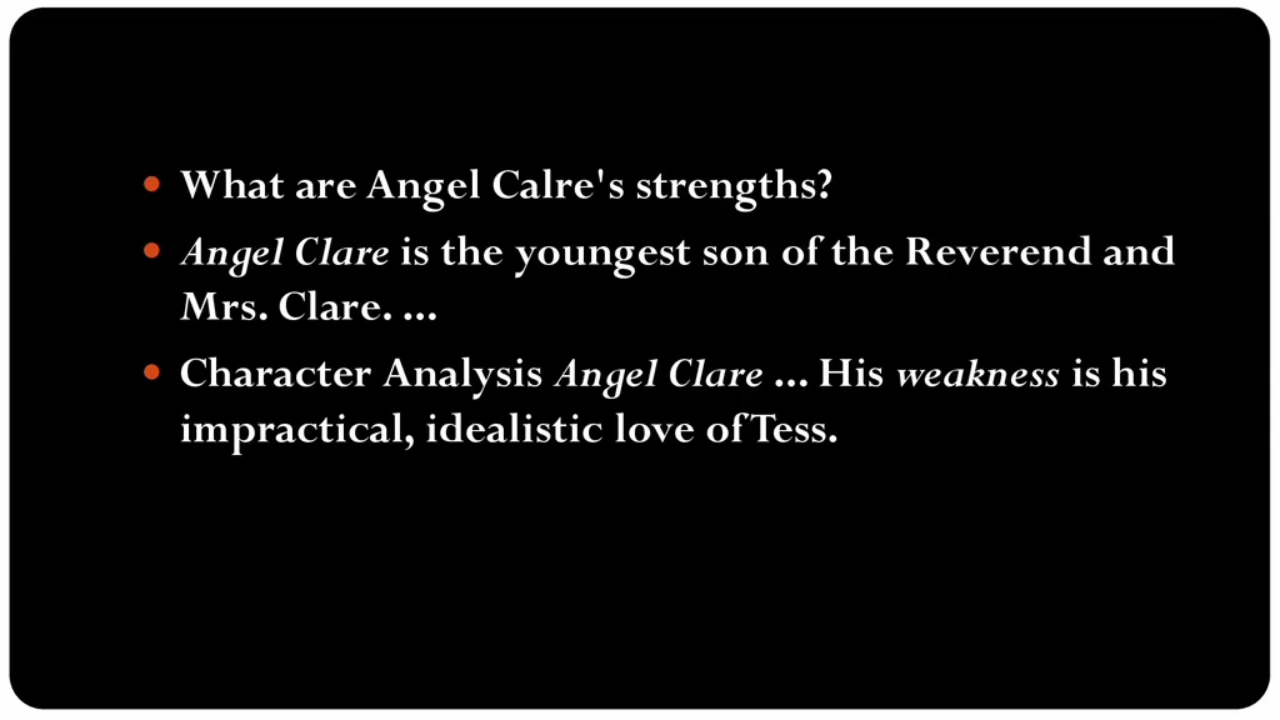 • What are Angel Calre's strengths?
• Angel Clare is the youngest son of the Reverend and
Mrs. Clare. ...
• Character Analysis Angel Clare ... His weakness is his
impractical, idealistic love of Tess.